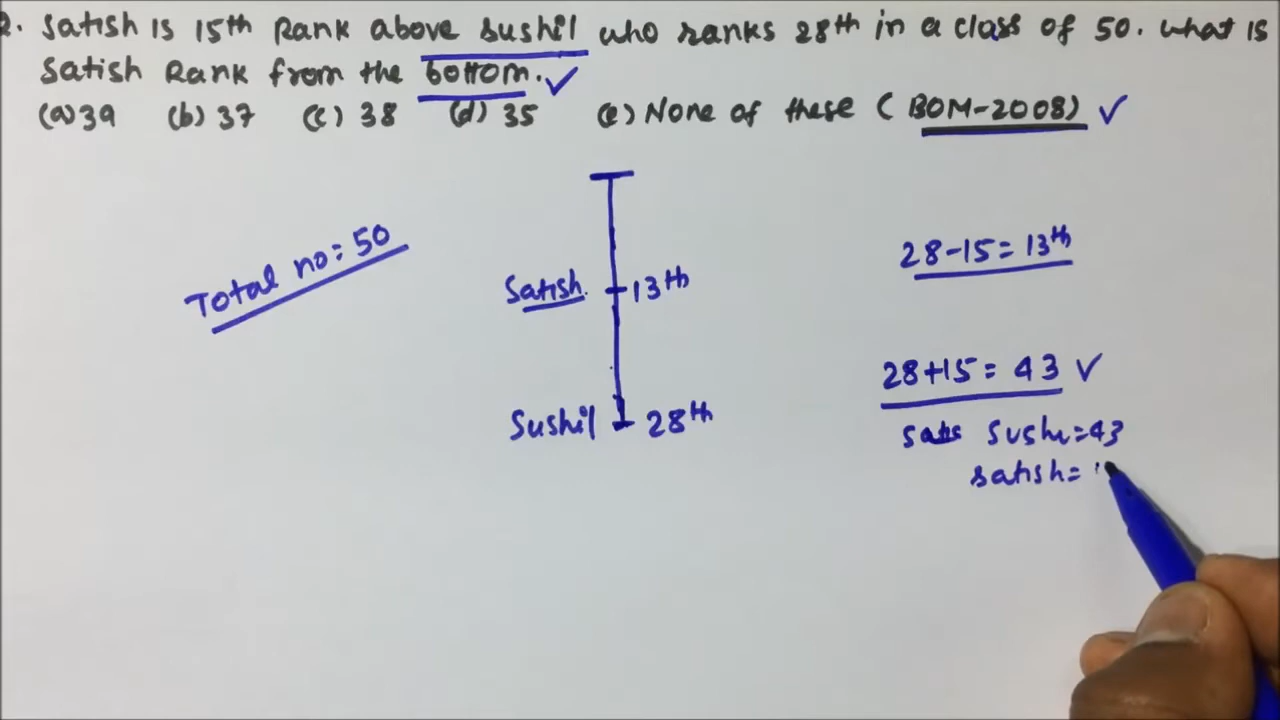 2. Satish is 15th Rank above Sushil who ranks 28th in a class of 50. what is
Satish Rank from the bottom.
(a) 39 (b) 37 (c) 38 (d) 35 (e) None of these (BOM-2008)
Total no: 50
28-15=13th
Satish. 13th
28+15= 43
Sushil 28th
Sushi=43
Satish=